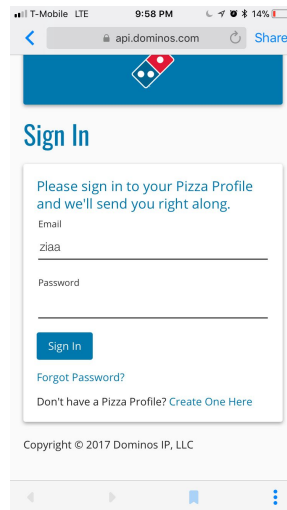 T-Mobile LTE 9:58 PM 14%
api.dominos.com Share
Sign In
Please sign in to your Pizza Profile
and we'll send you right along.
Email
ziaa
Password
Sign In
Forgot Password?
Don't have a Pizza Profile? Create One Here
Copyright © 2017 Dominos IP, LLC